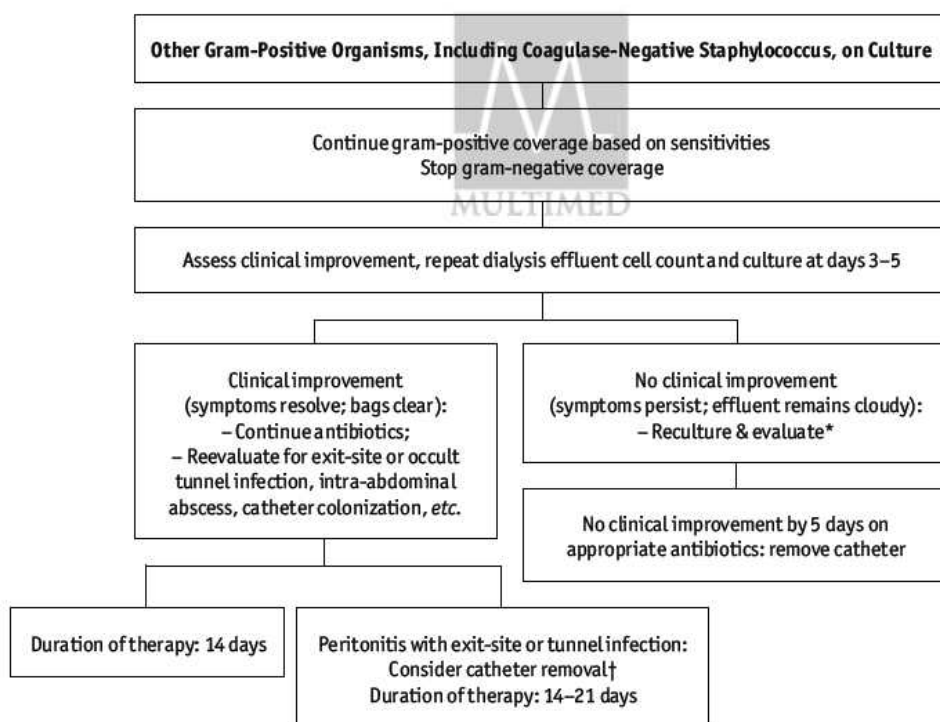 Other Gram-Positive Organisms, Including Coagulase-Negative Staphylococcus, on Culture
Continue gram-positive coverage based on sensitivities
Stop gram-negative coverage
MULTIMED
Assess clinical improvement, repeat dialysis effluent cell count and culture at days 3–5
Clinical improvement
(symptoms resolve; bags clear):
– Continue antibiotics;
– Reevaluate for exit-site or occult
tunnel infection, intra-abdominal
abscess, catheter colonization, etc.
No clinical improvement
(symptoms persist; effluent remains cloudy):
– Reculture & evaluate*
No clinical improvement by 5 days on
appropriate antibiotics: remove catheter
Duration of therapy: 14 days
Peritonitis with exit-site or tunnel infection:
Consider catheter removal†
Duration of therapy: 14–21 days